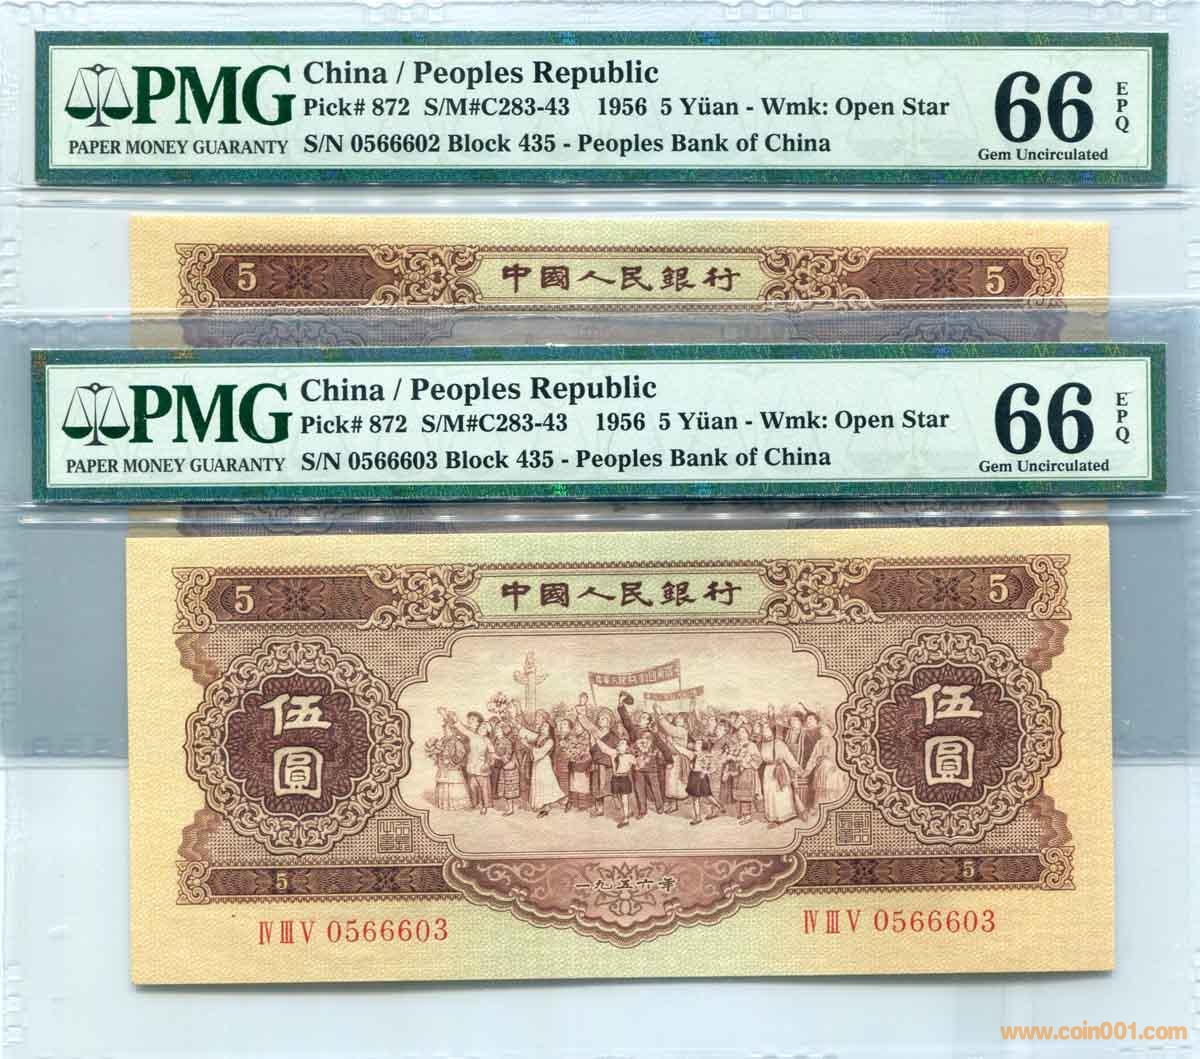 PMG
PAPER MONEY GUARANTY
China / Peoples Republic
Pick# 872 S/M#C283-43 1956 5 Yüan - Wmk: Open Star
S/N 0566602 Block 435 - Peoples Bank of China
66 EPQ
Gem Uncirculated
5 中國人民銀行 5
PMG
PAPER MONEY GUARANTY
China / Peoples Republic
Pick# 872 S/M#C283-43 1956 5 Yüan - Wmk: Open Star
S/N 0566603 Block 435 - Peoples Bank of China
66 EPQ
Gem Uncirculated
5 中國人民銀行 5
伍圓 伍圓
5 一九五六年 5
IV III V 0566603 IV III V 0566603
www.coin001.com